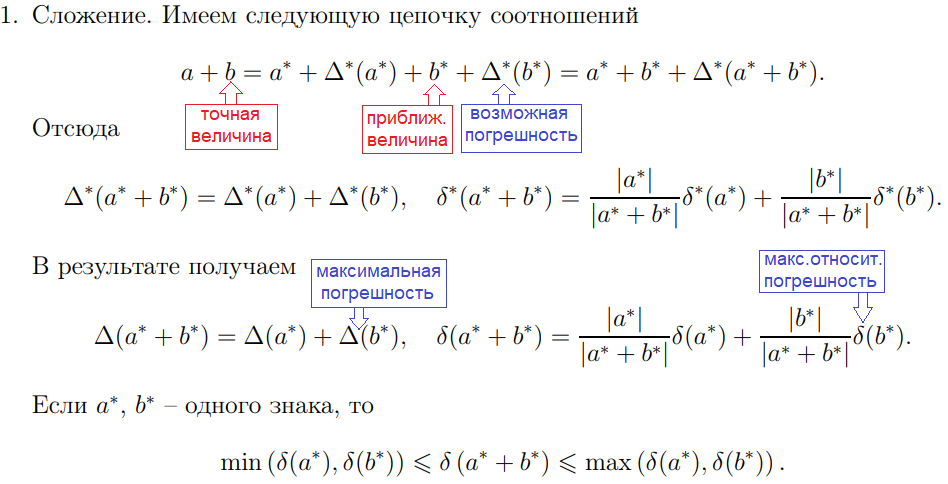 1. Сложение. Имеем следующую цепочку соотношений
a + b = a* + Δ*(a*) + b* + Δ*(b*) = a* + b* + Δ*(a* + b*).
точная
величина
приближ.
величина
возможная
погрешность
Отсюда
Δ*(a* + b*) = Δ*(a*) + Δ*(b*), δ*(a* + b*) = |a*| / |a* + b*| δ*(a*) + |b*| / |a* + b*| δ*(b*).
В результате получаем
максимальная
погрешность
макс.относит.
погрешность
Δ(a* + b*) = Δ(a*) + Δ(b*), δ(a* + b*) = |a*| / |a* + b*| δ(a*) + |b*| / |a* + b*| δ(b*).
Если a*, b* – одного знака, то
min (δ(a*), δ(b*)) ⩽ δ (a* + b*) ⩽ max (δ(a*), δ(b*)) .